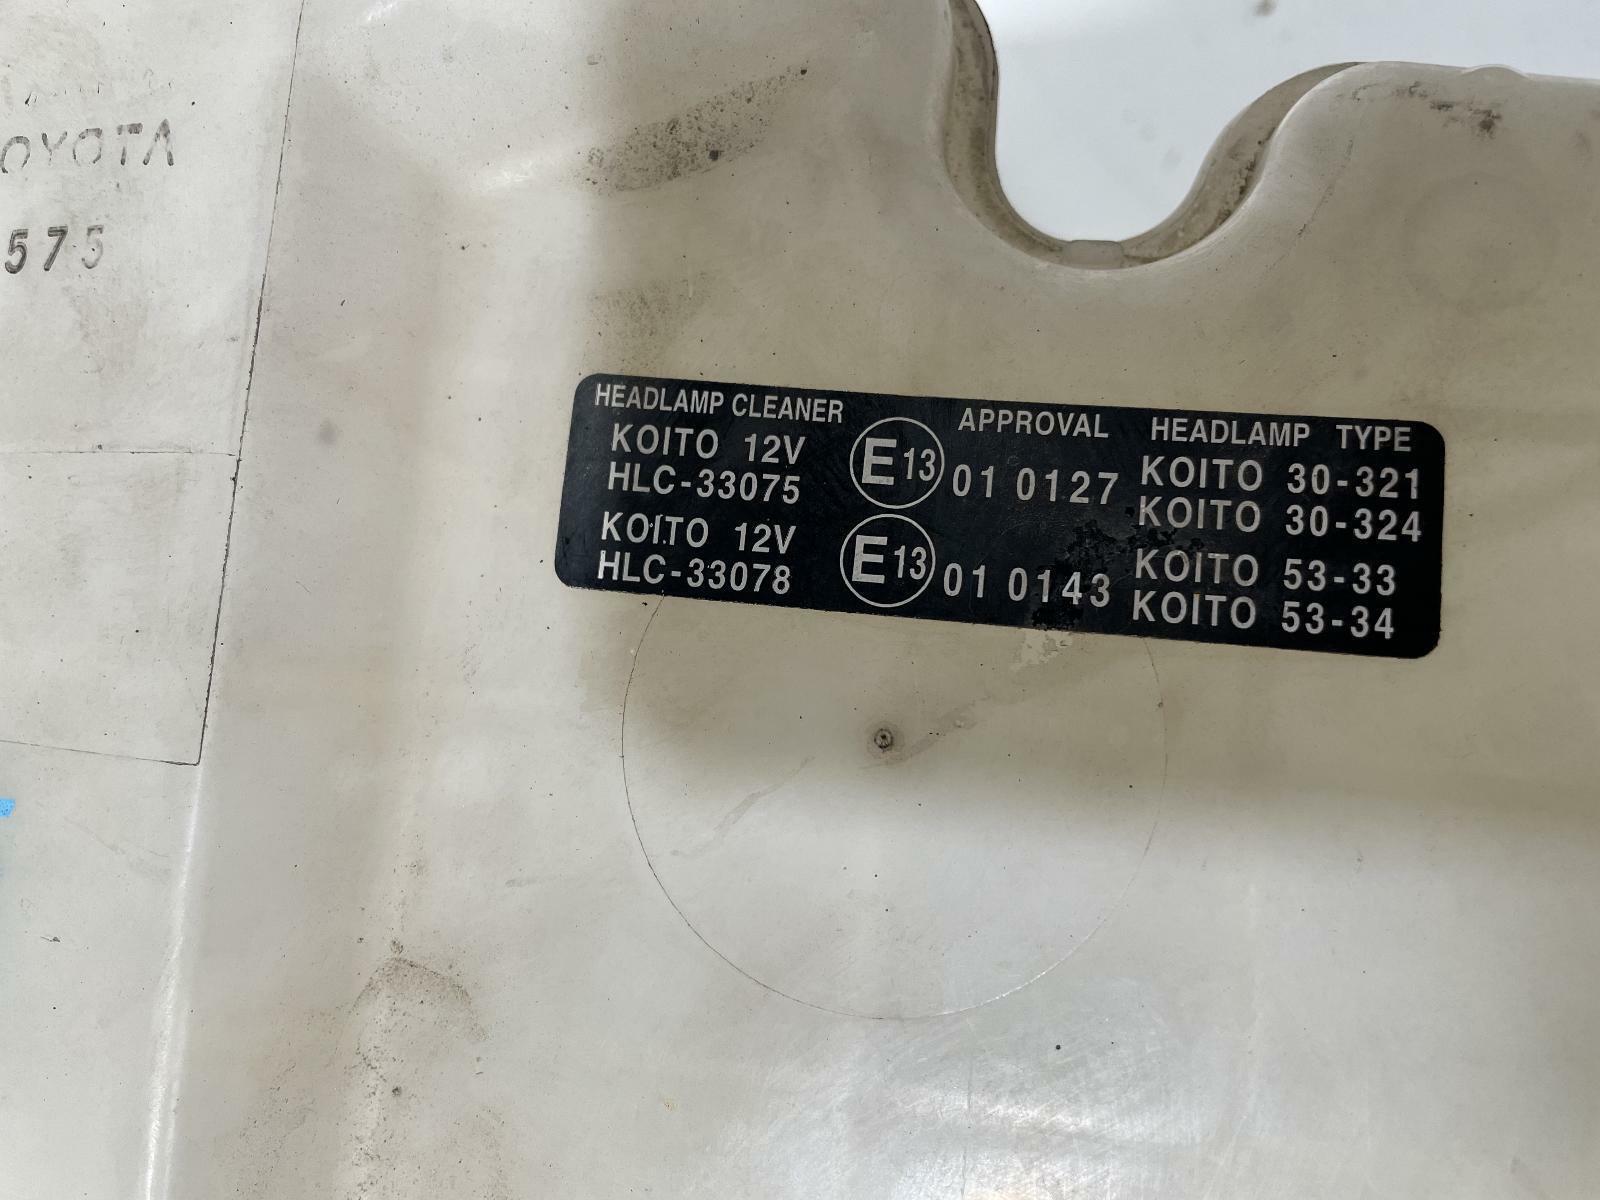 OYOTA
575
HEADLAMP CLEANER APPROVAL HEADLAMP TYPE
KOITO 12V E13 01 0127 KOITO 30-321
HLC-33075 KOITO 30-324
KOITO 12V E13 01 0143 KOITO 53-33
HLC-33078 KOITO 53-34